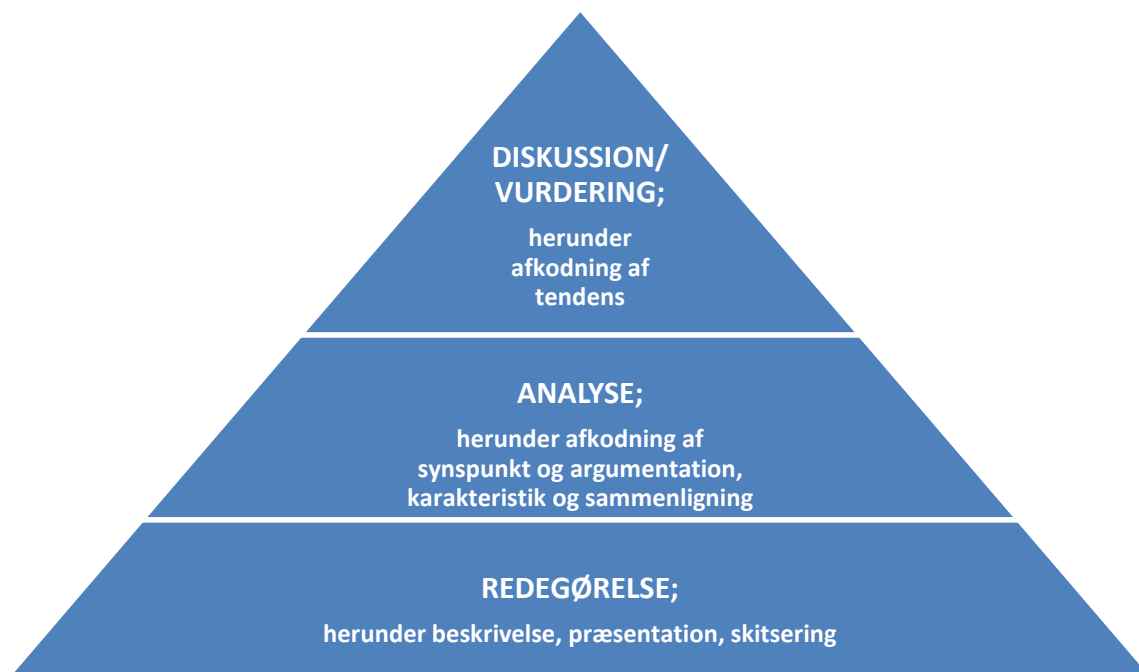 DISKUSSION/
VURDERING;
herunder
afkodning af
tendens
ANALYSE;
herunder afkodning af
synspunkt og argumentation,
karakteristik og sammenligning
REDEGØRELSE;
herunder beskrivelse, præsentation, skitsering